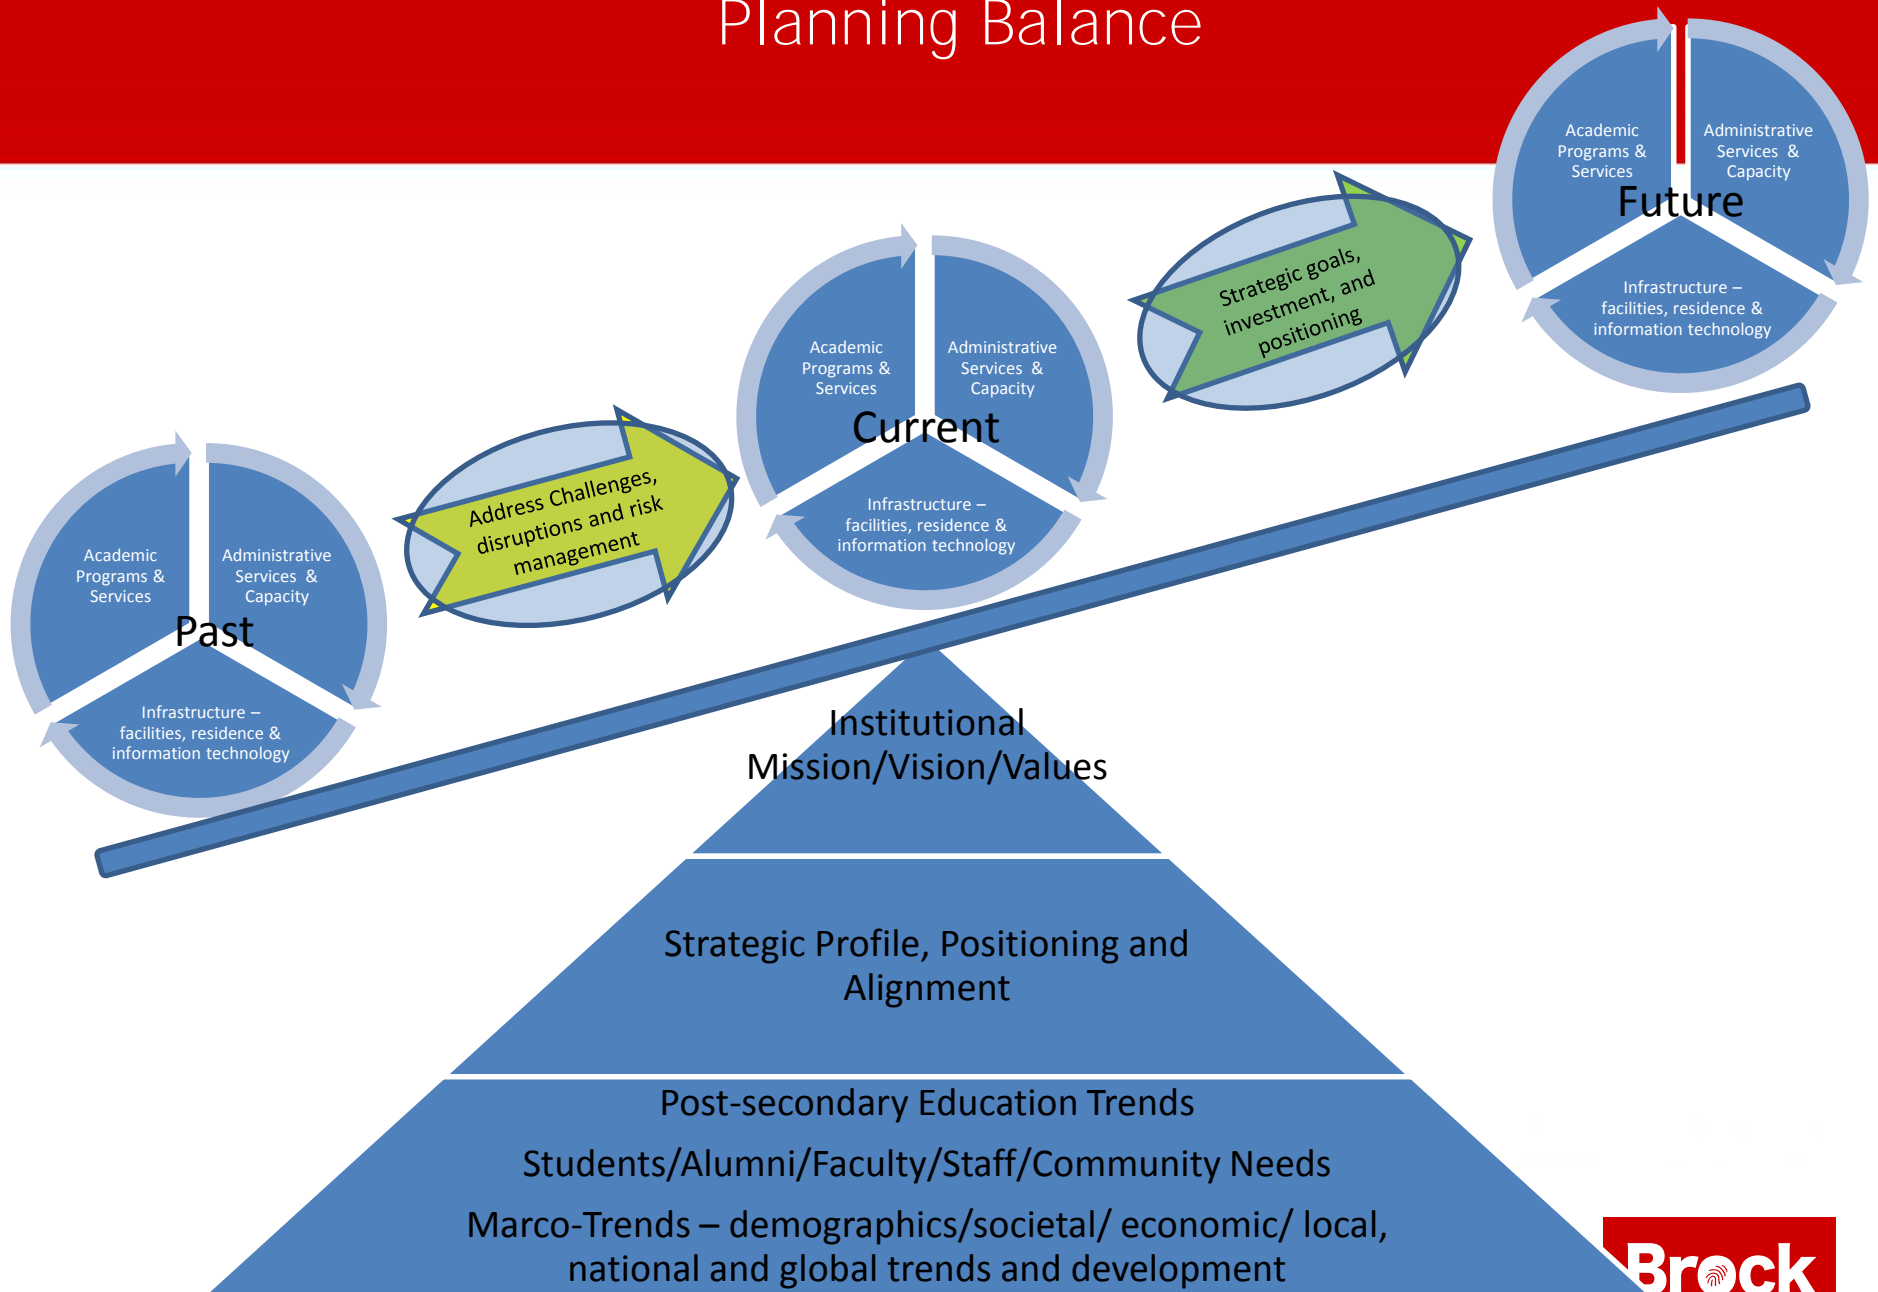 Planning Balance
Academic
Programs &
Services
Administrative
Services &
Capacity
Future
Infrastructure –
facilities, residence &
information technology
Strategic goals,
investment, and
positioning
Academic
Programs &
Services
Administrative
Services &
Capacity
Current
Infrastructure –
facilities, residence &
information technology
Address Challenges,
disruptions and risk
management
Academic
Programs &
Services
Administrative
Services &
Capacity
Past
Infrastructure –
facilities, residence &
information technology
Institutional
Mission/Vision/Values
Strategic Profile, Positioning and
Alignment
Post-secondary Education Trends
Students/Alumni/Faculty/Staff/Community Needs
Marco-Trends – demographics/societal/ economic/ local,
national and global trends and development
Brock